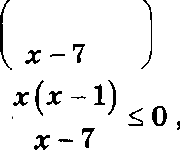 ( x − 7 )
x(x − 1)
x − 7 ≤ 0 ,